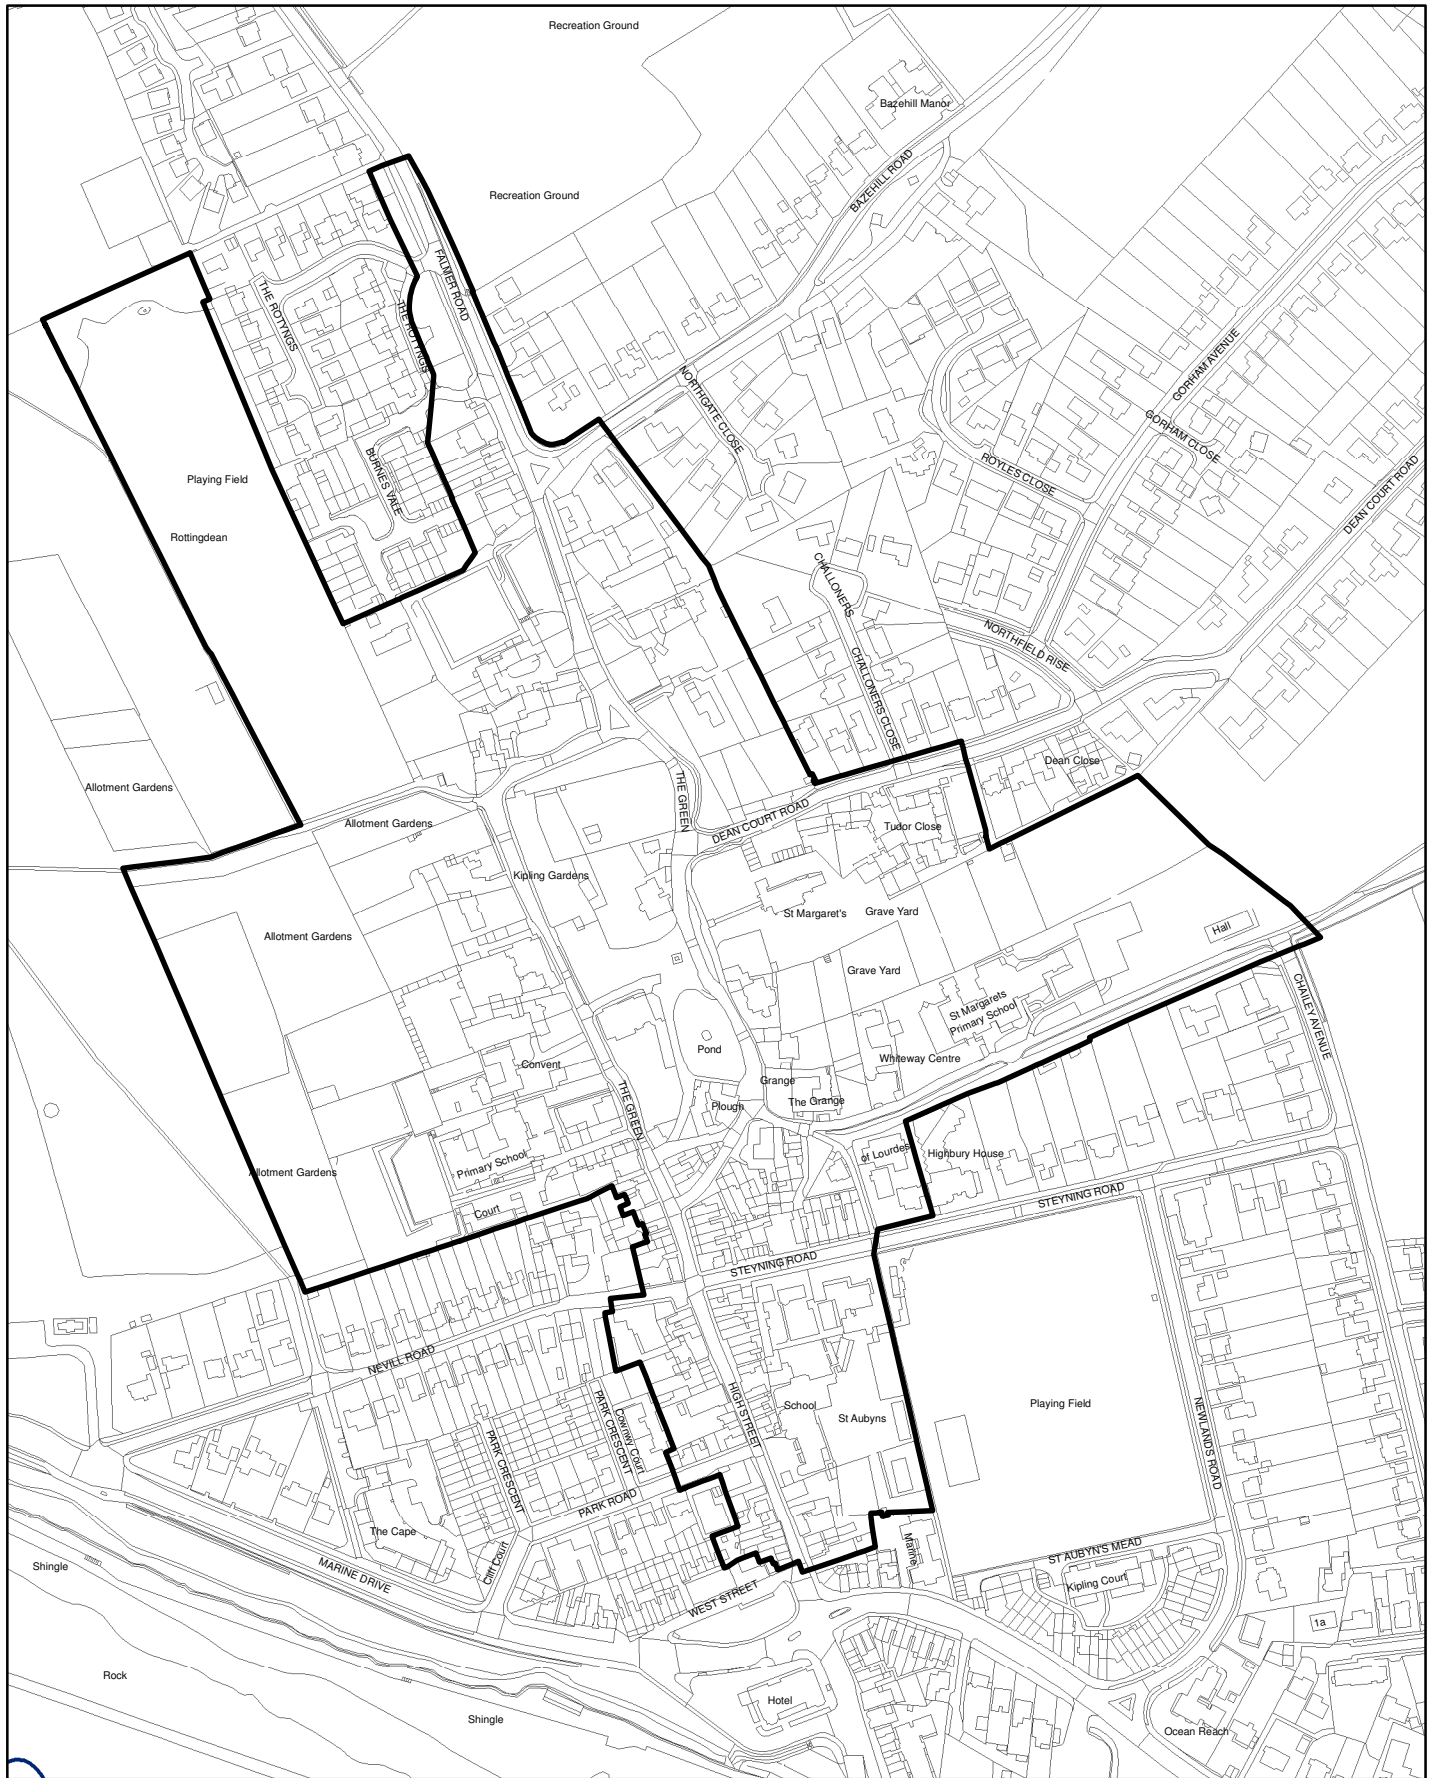 Recreation Ground
Bazehill Manor
Recreation Ground
BAZEHILL ROAD
FALMER ROAD
THE ROTYNGS
THE ROTYNGS
NORTHGATE CLOSE
GORHAM AVENUE
GORHAM CLOSE
ROYLES CLOSE
DEAN COURT ROAD
BURNES VALE
Playing Field
Rottingdean
CHALLONERS
NORTHFIELD RISE
CHALLONERS CLOSE
Dean Close
Allotment Gardens
THE GREEN
DEAN COURT ROAD
Allotment Gardens
Tudor Close
Kipling Gardens
St Margaret's
Grave Yard
Hall
Allotment Gardens
Grave Yard
St Margarets
Primary School
CHAILEY AVENUE
Pond
Whiteway Centre
Convent
Grange
The Grange
Plough
THE GREEN
of Lourdes
Highbury House
Primary School
Allotment Gardens
STEYNING ROAD
Court
STEYNING ROAD
NEVILL ROAD
HIGH STREET
School
St Aubyns
Playing Field
NEWLANDS ROAD
PARK CRESCENT
Cownwy Court
PARK CRESCENT
PARK ROAD
The Cape
Cliff Court
Marine
ST AUBYN'S MEAD
Kipling Court
Shingle
MARINE DRIVE
WEST STREET
1a
Rock
Hotel
Shingle
Ocean Reach